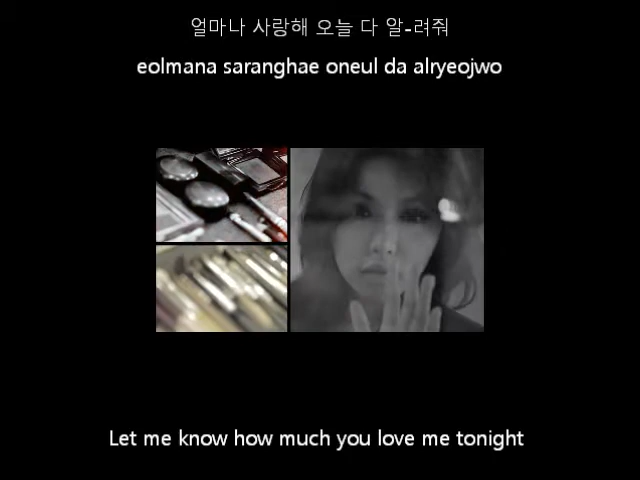 얼마나 사랑해 오늘 다 알-려줘
eolmana saranghae oneul da alryeojwo
Let me know how much you love me tonight